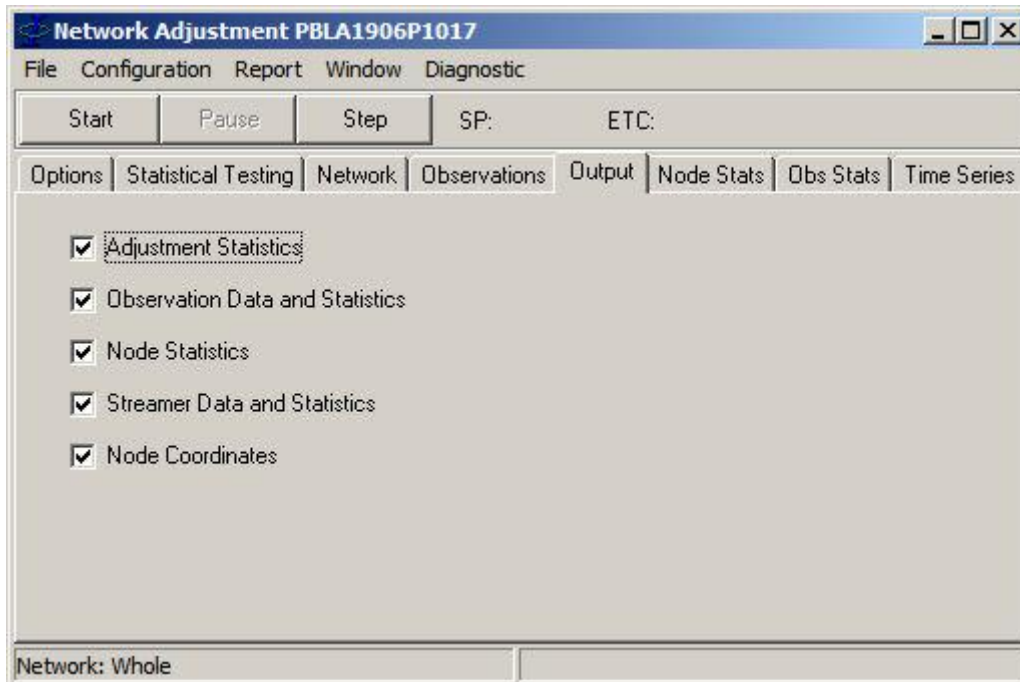 Network Adjustment PBLA1906P1017
File Configuration Report Window Diagnostic
Start Pause Step SP: ETC:
Options Statistical Testing Network Observations Output Node Stats Obs Stats Time Series
Adjustment Statistics
Observation Data and Statistics
Node Statistics
Streamer Data and Statistics
Node Coordinates
Network: Whole